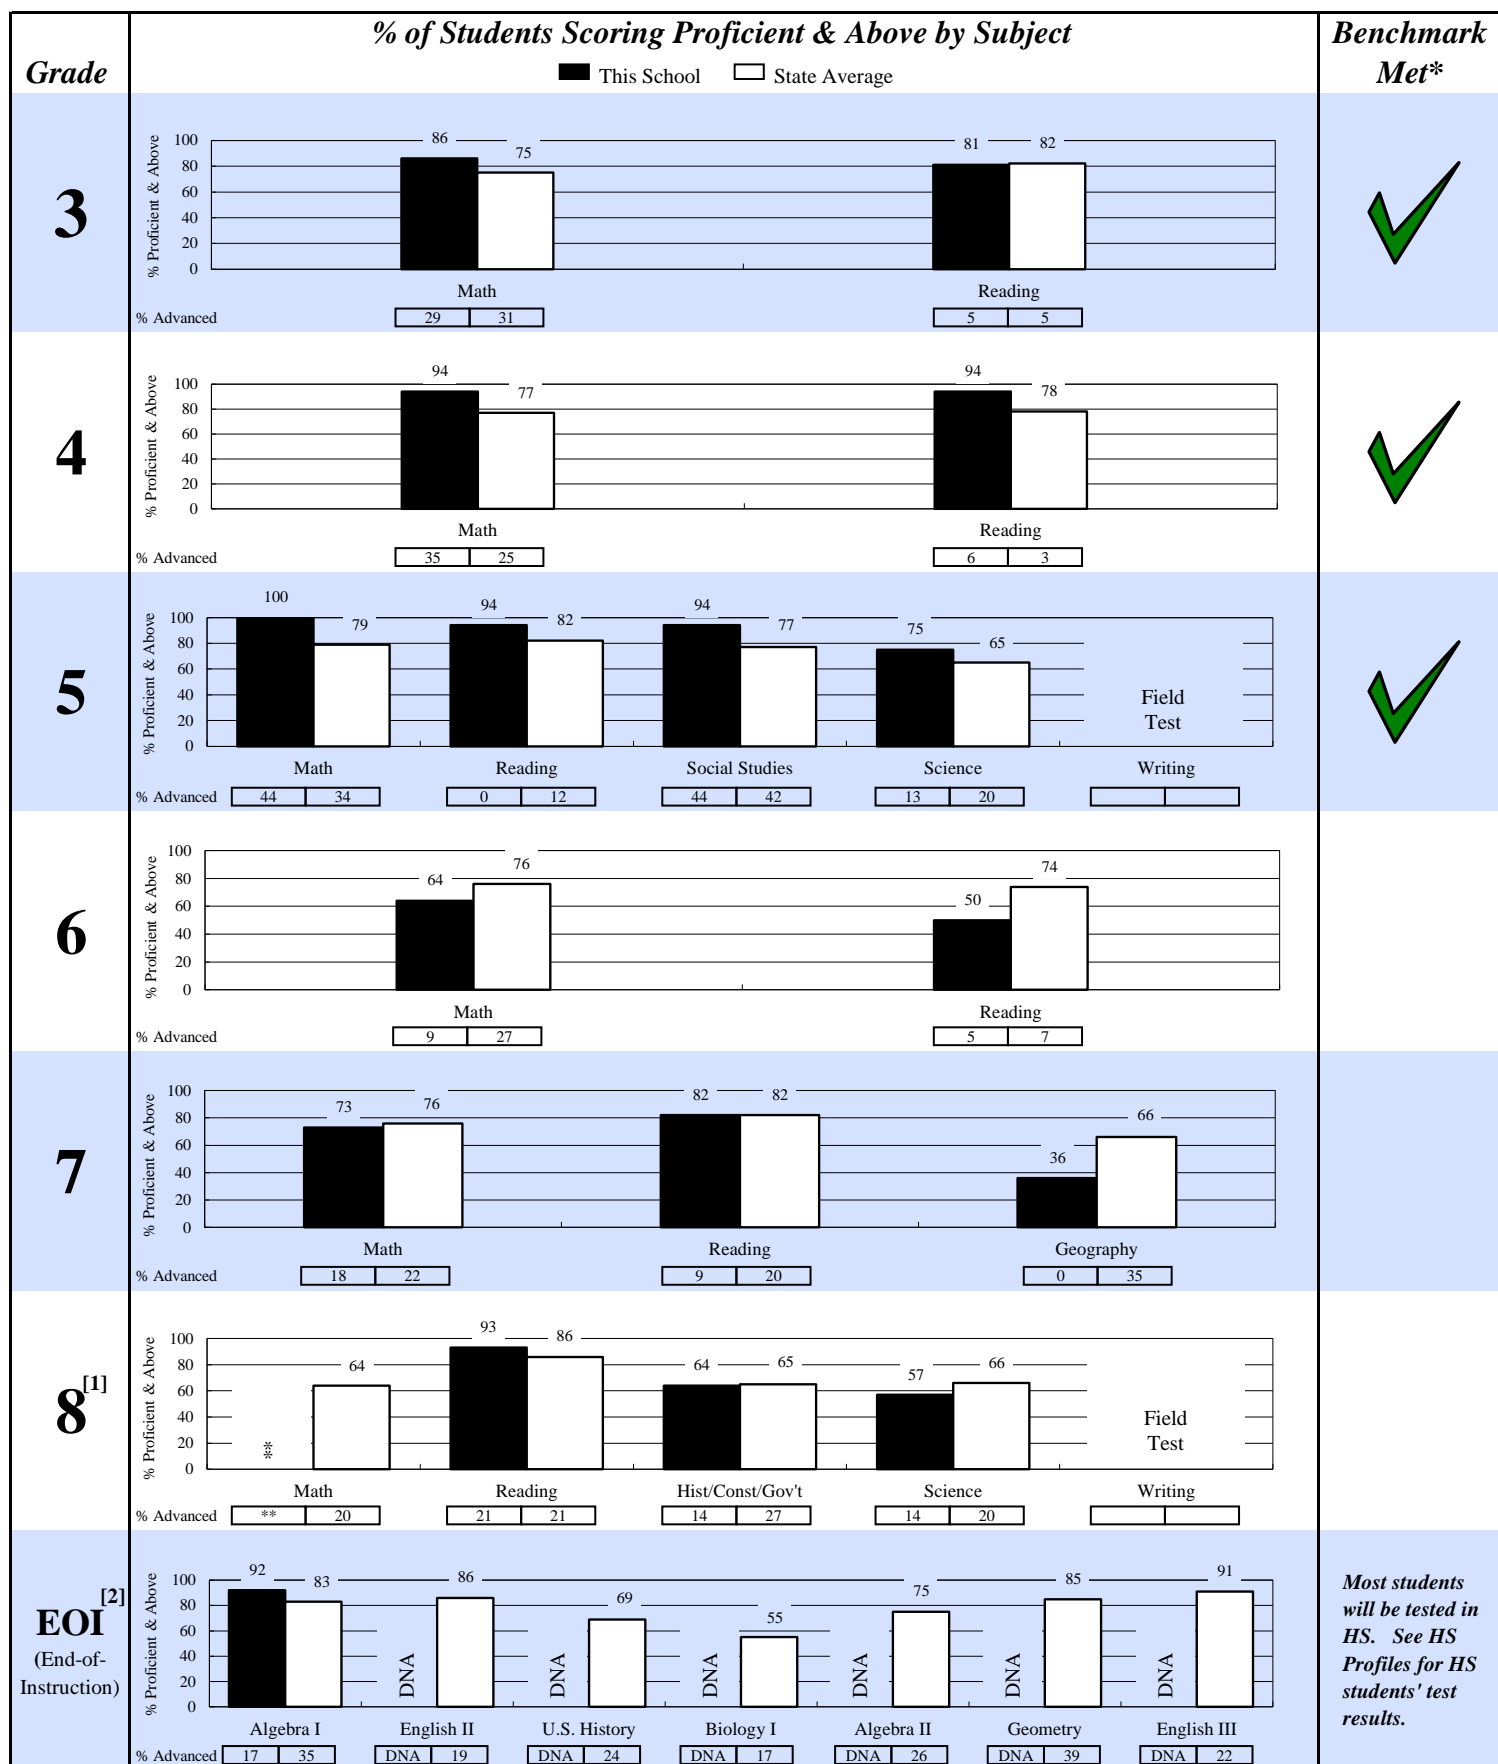 % of Students Scoring Proficient & Above by Subject
Benchmark
Met*
Grade
This School State Average
3
% Proficient & Above
100
80
60
40
20
0
86 75 81 82
Math Reading
% Advanced 29 31 5 5
4
% Proficient & Above
100
80
60
40
20
0
94 77 94 78
Math Reading
% Advanced 35 25 6 3
5
% Proficient & Above
100
80
60
40
20
0
100 79 94 82 94 77 75 65
Field
Test
Math Reading Social Studies Science Writing
% Advanced 44 34 0 12 44 42 13 20
6
% Proficient & Above
100
80
60
40
20
0
64 76 50 74
Math Reading
% Advanced 9 27 5 7
7
% Proficient & Above
100
80
60
40
20
0
73 76 82 82 36 66
Math Reading Geography
% Advanced 18 22 9 20 0 35
8[1]
% Proficient & Above
100
80
60
40
20
0
** 64 93 86 64 65 57 66
Field
Test
Math Reading Hist/Const/Gov't Science Writing
% Advanced ** 20 21 21 14 27 14 20
EOI[2]
(End-of-
Instruction)
% Proficient & Above
100
80
60
40
20
0
92 83 DNA 86 DNA 69 DNA 55 DNA 75 DNA 85 DNA 91
Algebra I English II U.S. History Biology I Algebra II Geometry English III
% Advanced 17 35 DNA 19 DNA 24 DNA 17 DNA 26 DNA 39 DNA 22
Most students
will be tested in
HS. See HS
Profiles for HS
students' test
results.